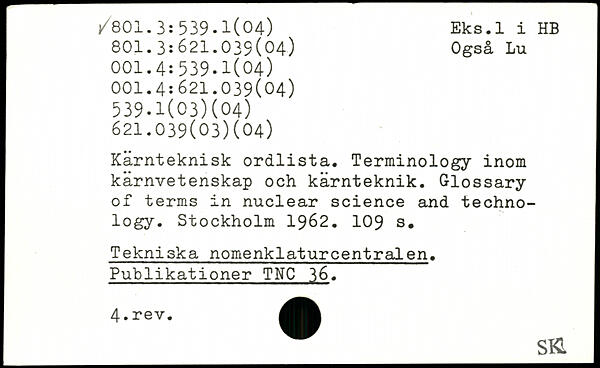 √801.3:539.1(04) Eks.1 i HB
801.3:621.039(04) Også Lu
001.4:539.1(04)
001.4:621.039(04)
539.1(03)(04)
621.039(03)(04)
Kärnteknisk ordlista. Terminology inom
kärnvetenskap och kärnteknik. Glossary
of terms in nuclear science and techno-
logy. Stockholm 1962. 109 s.
Tekniska nomenklaturcentralen.
Publikationer TNC 36.
4.rev.
SK